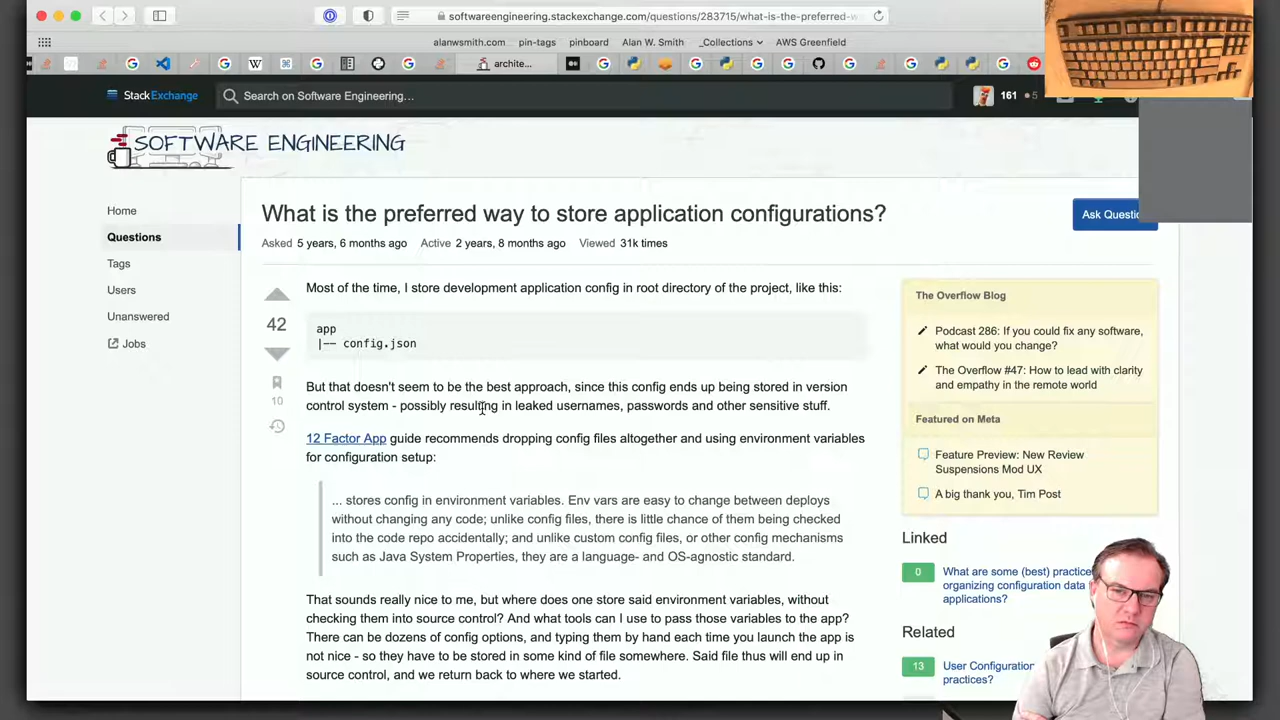 softwareengineering.stackexchange.com/questions/283715/what-is-the-preferred-w
alanwsmith.com pin-tags pinboard Alan W. Smith _Collections AWS Greenfield
archite...
StackExchange
Search on Software Engineering...
161 5
SOFTWARE ENGINEERING
Home
Questions
Tags
Users
Unanswered
Jobs
What is the preferred way to store application configurations?
Asked 5 years, 6 months ago Active 2 years, 8 months ago Viewed 31k times
Ask Questio
42
10
Most of the time, I store development application config in root directory of the project, like this:
app
|-- config.json
But that doesn't seem to be the best approach, since this config ends up being stored in version
control system - possibly resulting in leaked usernames, passwords and other sensitive stuff.
12 Factor App guide recommends dropping config files altogether and using environment variables
for configuration setup:
... stores config in environment variables. Env vars are easy to change between deploys
without changing any code; unlike config files, there is little chance of them being checked
into the code repo accidentally; and unlike custom config files, or other config mechanisms
such as Java System Properties, they are a language- and OS-agnostic standard.
That sounds really nice to me, but where does one store said environment variables, without
checking them into source control? And what tools can I use to pass those variables to the app?
There can be dozens of config options, and typing them by hand each time you launch the app is
not nice - so they have to be stored in some kind of file somewhere. Said file thus will end up in
source control, and we return back to where we started.
The Overflow Blog
Podcast 286: If you could fix any software,
what would you change?
The Overflow #47: How to lead with clarity
and empathy in the remote world
Featured on Meta
Feature Preview: New Review
Suspensions Mod UX
A big thank you, Tim Post
Linked
0
What are some (best) practice
organizing configuration data
applications?
Related
13
User Configuration
practices?